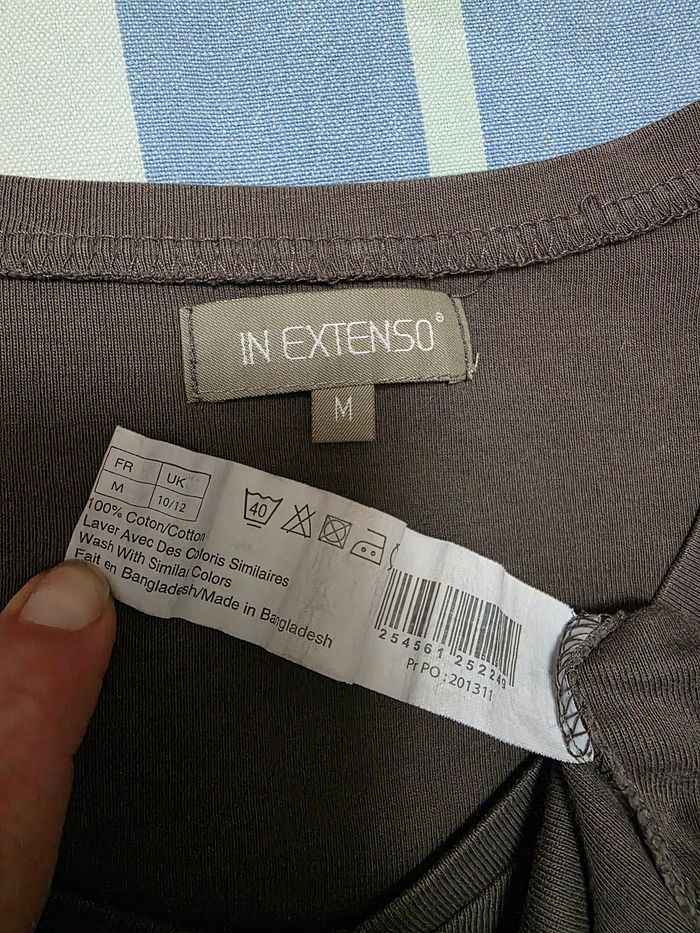 IN EXTENSO®
M
FR UK
M 10/12
40
100% Coton/Cotton
Laver Avec Des Coloris Similaires
Wash With Similar Colors
Fait en Bangladesh/Made in Bangladesh
254561 252249
Pr PO : 201311